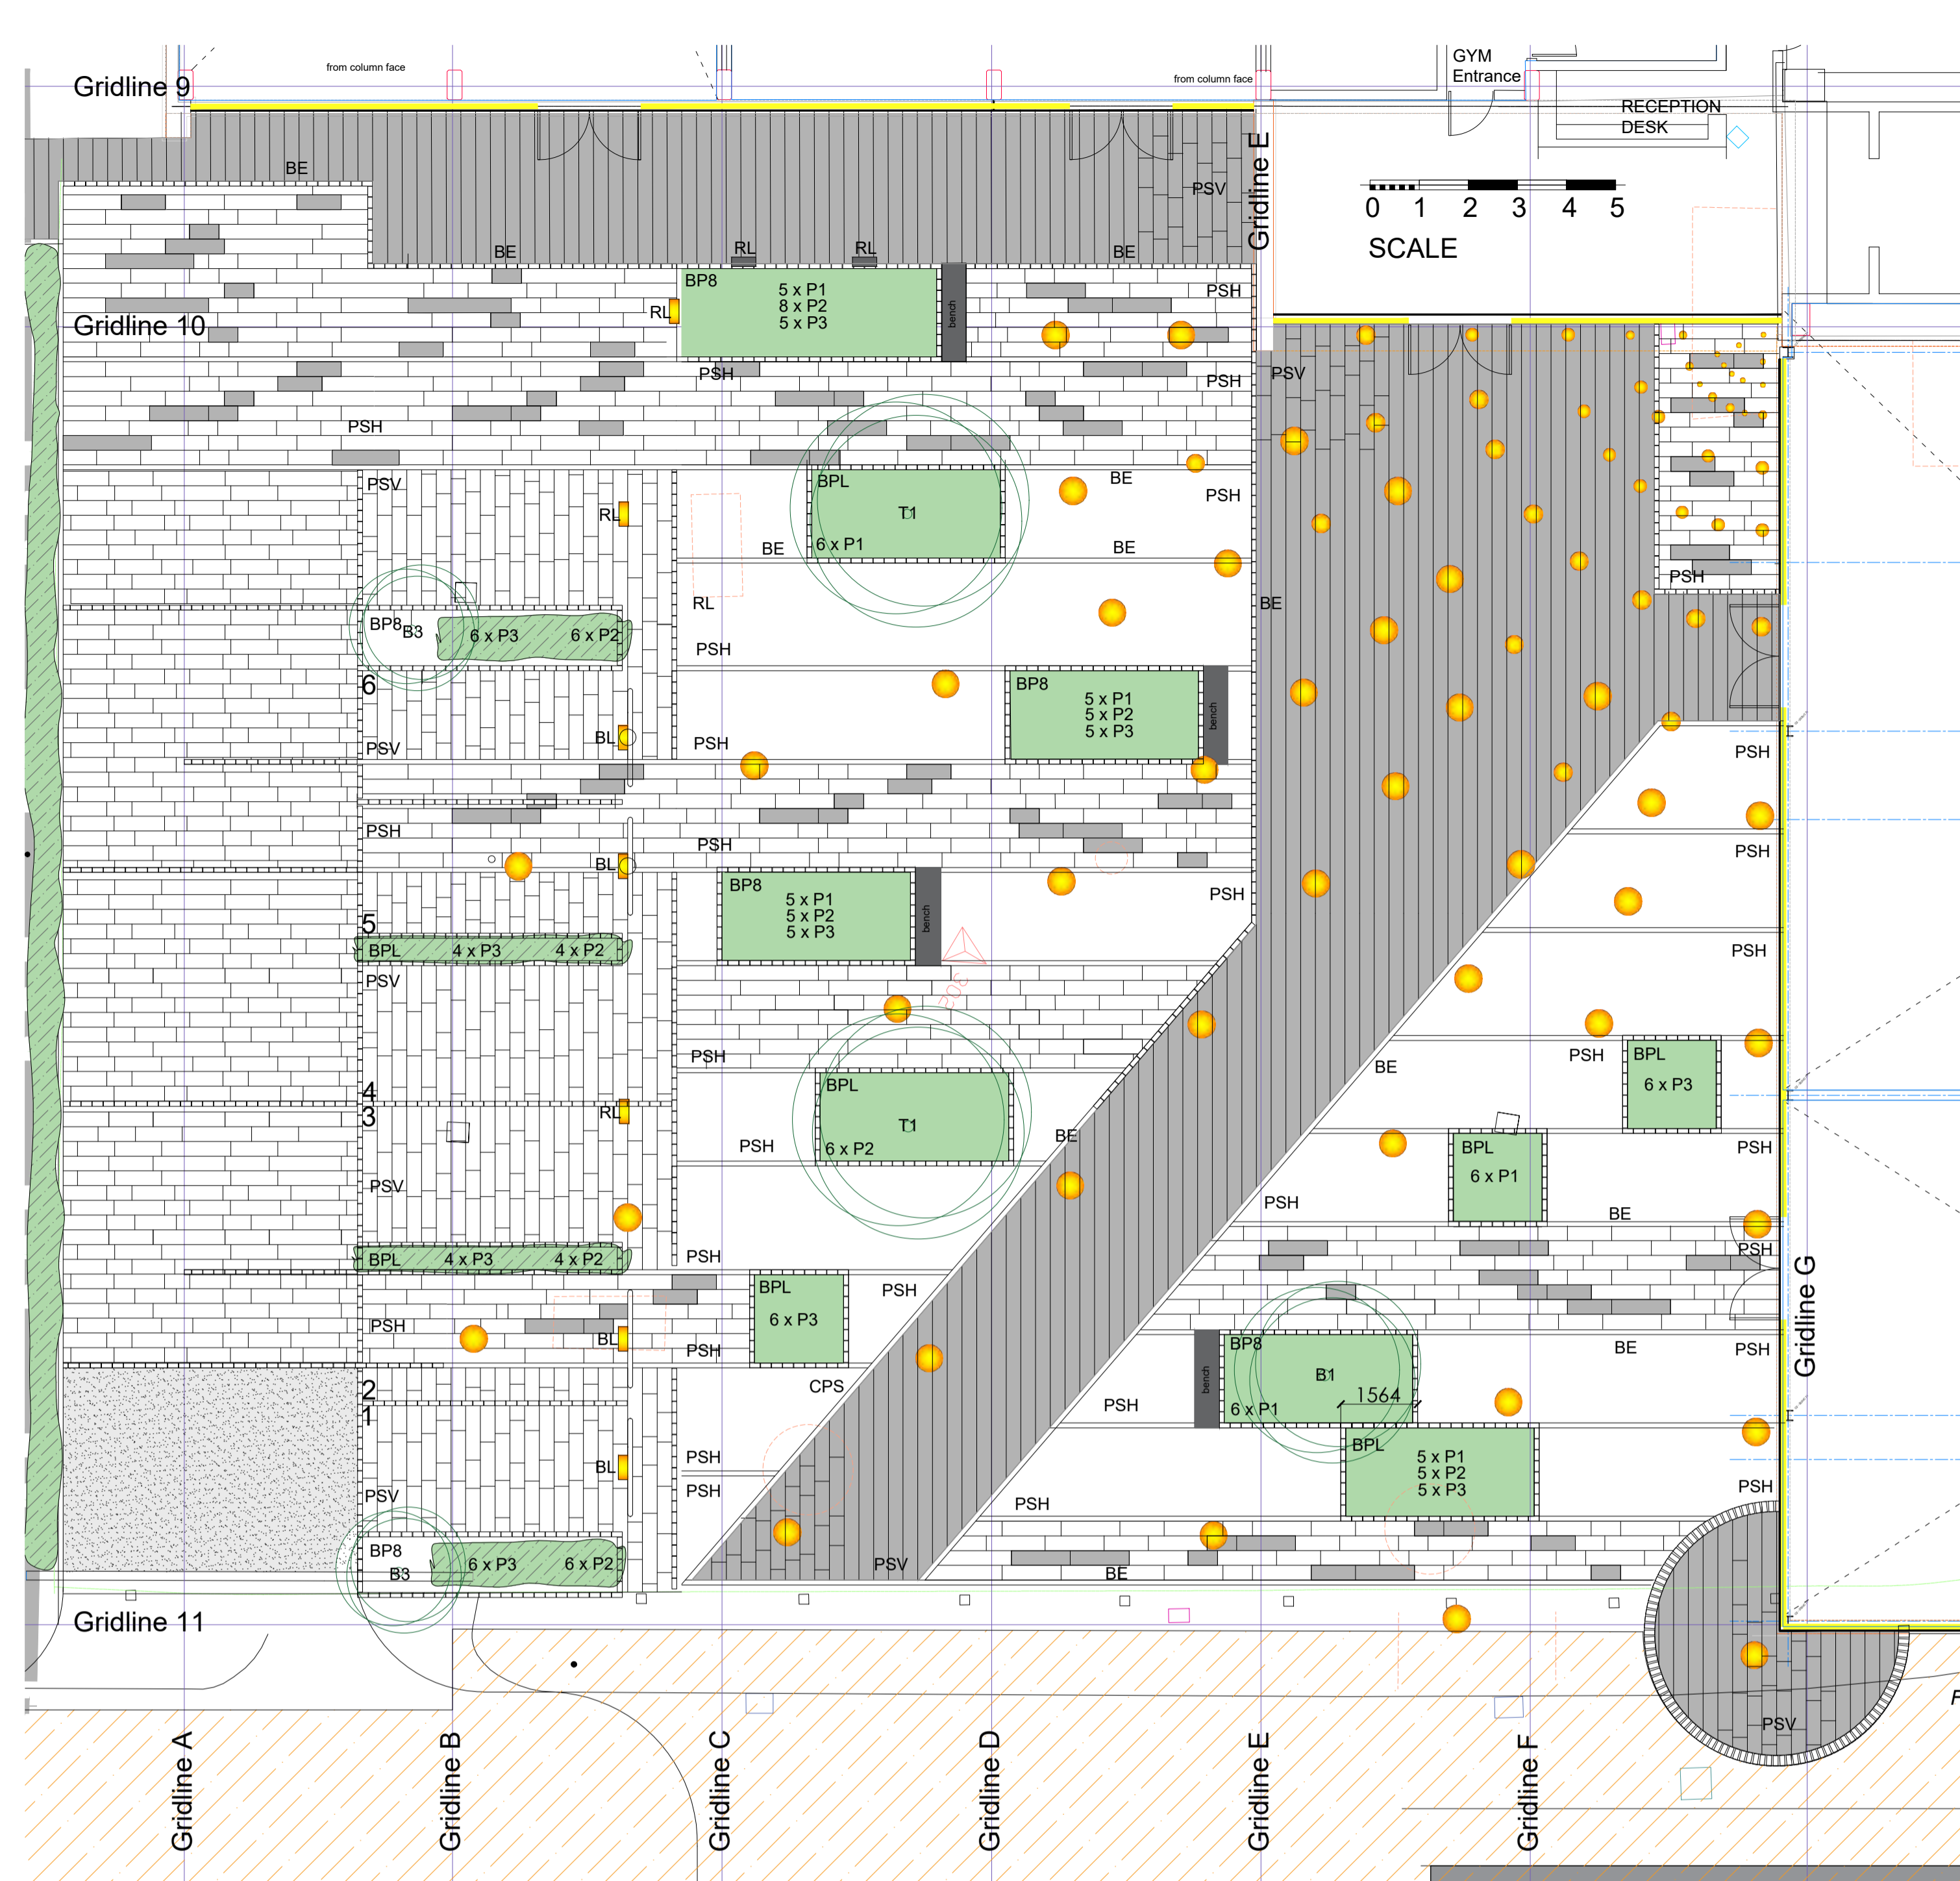 GYM
Entrance
from column face
from column face
Gridline 9
RECEPTION
DESK
BE
PSV
Gridline E
0 1 2 3 4 5
SCALE
BE
RL
RL
BE
BP8
5 x P1
8 x P2
5 x P3
bench
PSH
RL
Gridline 10
PSH
PSH
PSV
PSH
PSV
BPL
BE
PSH
RL
T1
6 x P1
BE
BE
PSH
RL
BE
BP8
B3
6 x P3
6 x P2
PSH
6
BP8
5 x P1
5 x P2
5 x P3
bench
PSV
BL
PSH
PSH
PSH
PSH
BL
PSH
BP8
5 x P1
5 x P2
5 x P3
bench
PSH
5
BPL
4 x P3
4 x P2
PSH
PSV
305
PSH
BPL
6 x P3
PSH
BE
4
3
RL
BPL
T1
6 x P2
BE
PSH
PSH
BPL
6 x P1
PSV
PSH
BE
PSH
BPL
4 x P3
4 x P2
PSH
PSH
BPL
6 x P3
Gridline G
PSH
BL
PSH
BP8
B1
6 x P1
1564
bench
BE
PSH
CPS
2
1
PSH
PSH
BPL
5 x P1
5 x P2
5 x P3
BL
PSH
PSH
PSV
PSH
BP8
B3
6 x P3
6 x P2
PSV
BE
Gridline 11
PSV
F
Gridline A
Gridline B
Gridline C
Gridline D
Gridline E
Gridline F